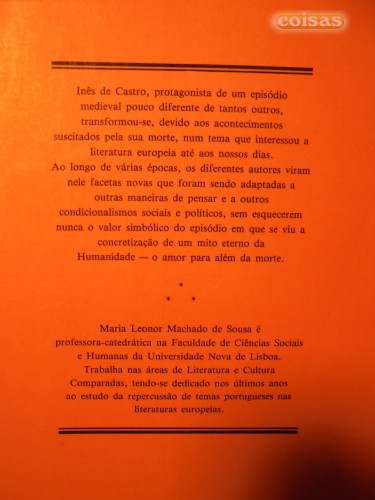 coisas
Inês de Castro, protagonista de um episódio
medieval pouco diferente de tantos outros,
transformou-se, devido aos acontecimentos
suscitados pela sua morte, num tema que interessou a
literatura europeia até aos nossos dias.
Ao longo de várias épocas, os diferentes autores viram
nele facetas novas que foram sendo adaptadas a
outras maneiras de pensar e a outros
condicionalismos sociais e políticos, sem esquecerem
nunca o valor simbólico do episódio em que se viu a
concretização de um mito eterno da
Humanidade — o amor para além da morte.
*
* *
Maria Leonor Machado de Sousa é
professora-catedrática na Faculdade de Ciências Sociais
e Humanas da Universidade Nova de Lisboa.
Trabalha nas áreas de Literatura e Cultura
Comparadas, tendo-se dedicado nos últimos anos
ao estudo da repercussão de temas portugueses nas
literaturas europeias.